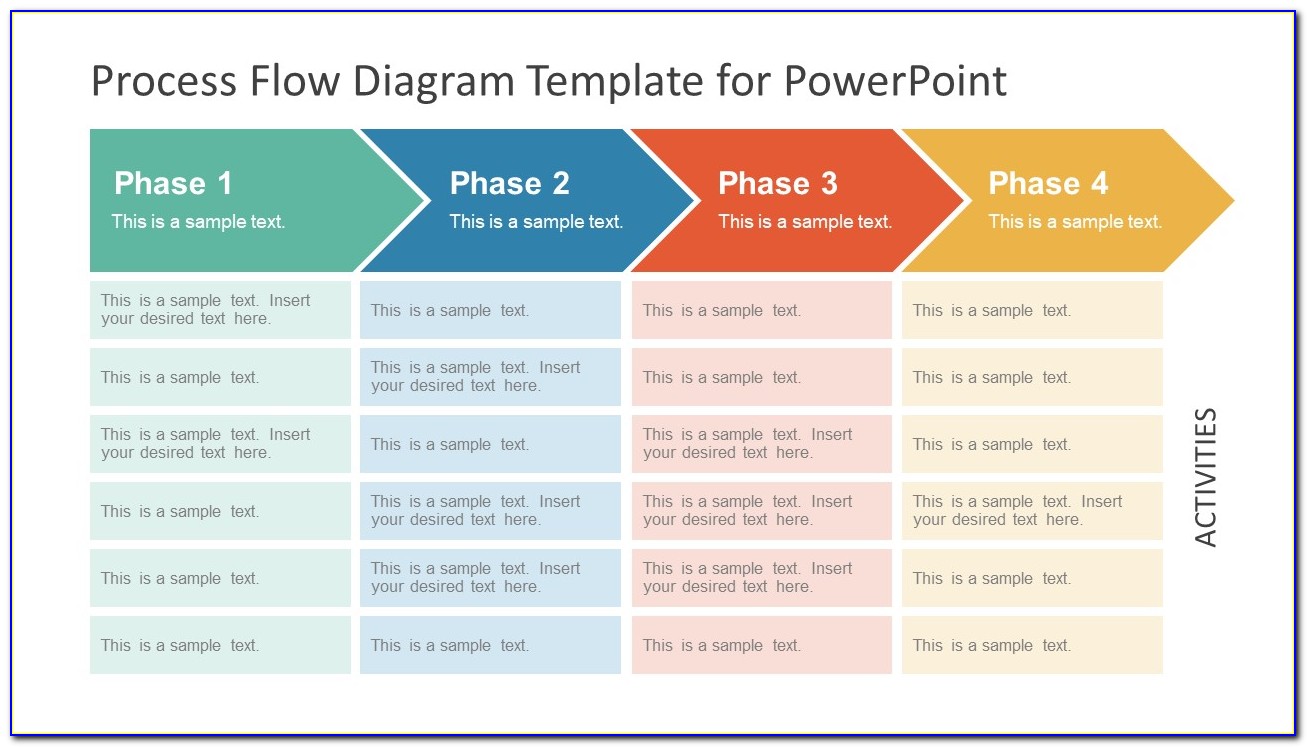 Process Flow Diagram Template for PowerPoint
Phase 1
This is a sample text.
Phase 2
This is a sample text.
Phase 3
This is a sample text.
Phase 4
This is a sample text.
This is a sample text. Insert
your desired text here.
This is a sample text.
This is a sample text.
This is a sample text.
This is a sample text.
This is a sample text. Insert
your desired text here.
This is a sample text.
This is a sample text.
This is a sample text. Insert
your desired text here.
This is a sample text.
This is a sample text. Insert
your desired text here.
This is a sample text.
This is a sample text.
This is a sample text. Insert
your desired text here.
This is a sample text. Insert
your desired text here.
This is a sample text. Insert
your desired text here.
This is a sample text.
This is a sample text. Insert
your desired text here.
This is a sample text. Insert
your desired text here.
This is a sample text.
This is a sample text.
This is a sample text.
This is a sample text.
This is a sample text.
ACTIVITIES